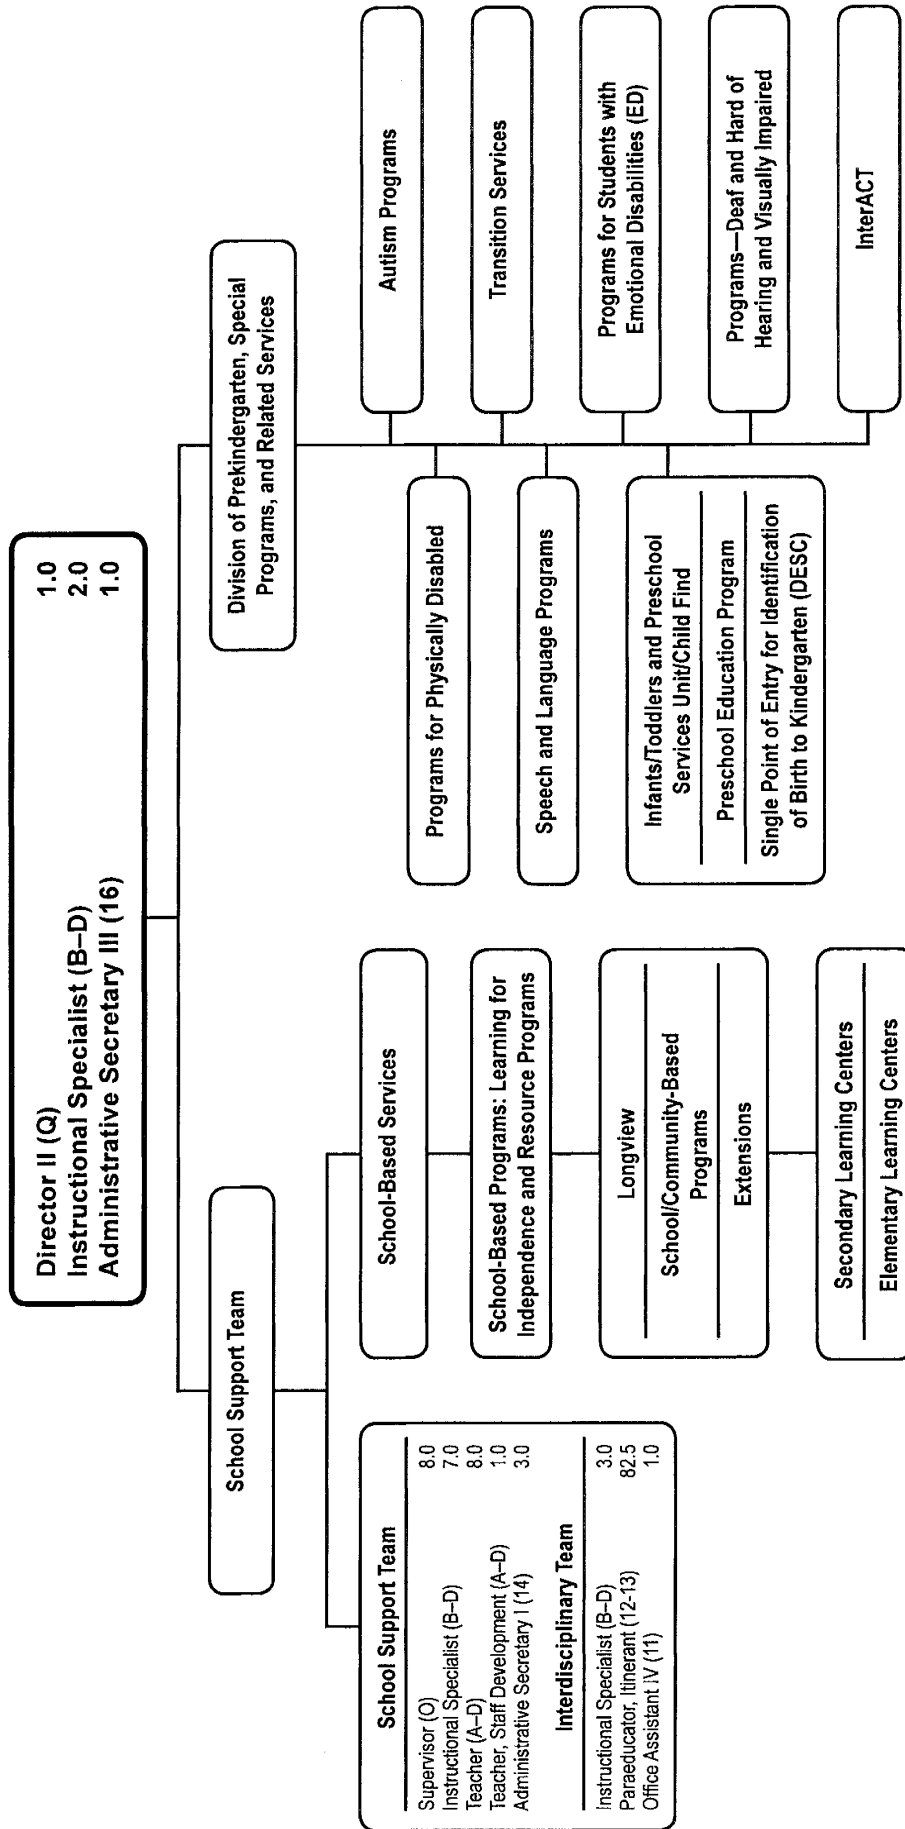 Director II (Q) 1.0
Instructional Specialist (B–D) 2.0
Administrative Secretary III (16) 1.0
School Support Team
Division of Prekindergarten, Special
Programs, and Related Services
School Support Team
Supervisor (O) 8.0
Instructional Specialist (B–D) 7.0
Teacher (A–D) 8.0
Teacher, Staff Development (A–D) 1.0
Administrative Secretary I (14) 3.0
Interdisciplinary Team
Instructional Specialist (B–D) 3.0
Paraeducator, Itinerant (12-13) 82.5
Office Assistant IV (11) 1.0
School-Based Services
School-Based Programs: Learning for
Independence and Resource Programs
Longview
School/Community-Based
Programs
Extensions
Secondary Learning Centers
Elementary Learning Centers
Programs for Physically Disabled
Speech and Language Programs
Infants/Toddlers and Preschool
Services Unit/Child Find
Preschool Education Program
Single Point of Entry for Identification
of Birth to Kindergarten (DESC)
Autism Programs
Transition Services
Programs for Students with
Emotional Disabilities (ED)
Programs—Deaf and Hard of
Hearing and Visually Impaired
InterACT